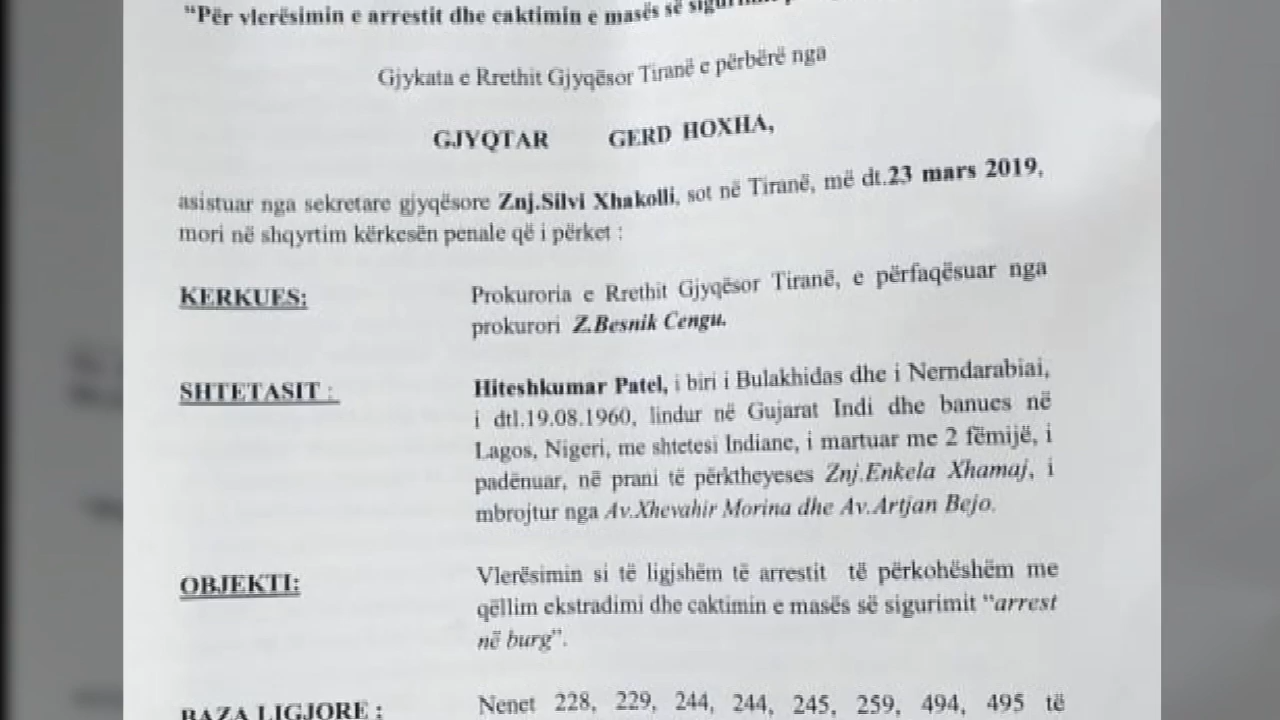 "Për vlerësimin e arrestit dhe caktimin e masës së
Gjykata e Rrethit Gjyqësor Tiranë e përbërë nga
GJYQTAR GERD HOXHA,
asistuar nga sekretare gjyqësore Znj.Silvi Xhakolli, sot në Tiranë, më dt.23 mars 2019,
mori në shqyrtim kërkesën penale që i përket :
KERKUES: Prokuroria e Rrethit Gjyqësor Tiranë, e përfaqësuar nga
prokurori Z.Besnik Cengu.
SHTETASIT : Hiteshkumar Patel, i biri i Bulakhidas dhe i Nerndarabiai,
i dtl.19.08.1960, lindur në Gujarat Indi dhe banues në
Lagos, Nigeri, me shtetesi Indiane, i martuar me 2 fëmijë, i
padënuar, në prani të përktheyeses Znj.Enkela Xhamaj, i
mbrojtur nga Av.Xhevahir Morina dhe Av.Artjan Bejo.
OBJEKTI: Vlerësimin si të ligjshëm të arrestit të përkohëshëm me
qëllim ekstradimi dhe caktimin e masës së sigurimit "arrest
në burg".
BAZA LIGJORE : Nenet 228, 229, 244, 244, 245, 259, 494, 495 të